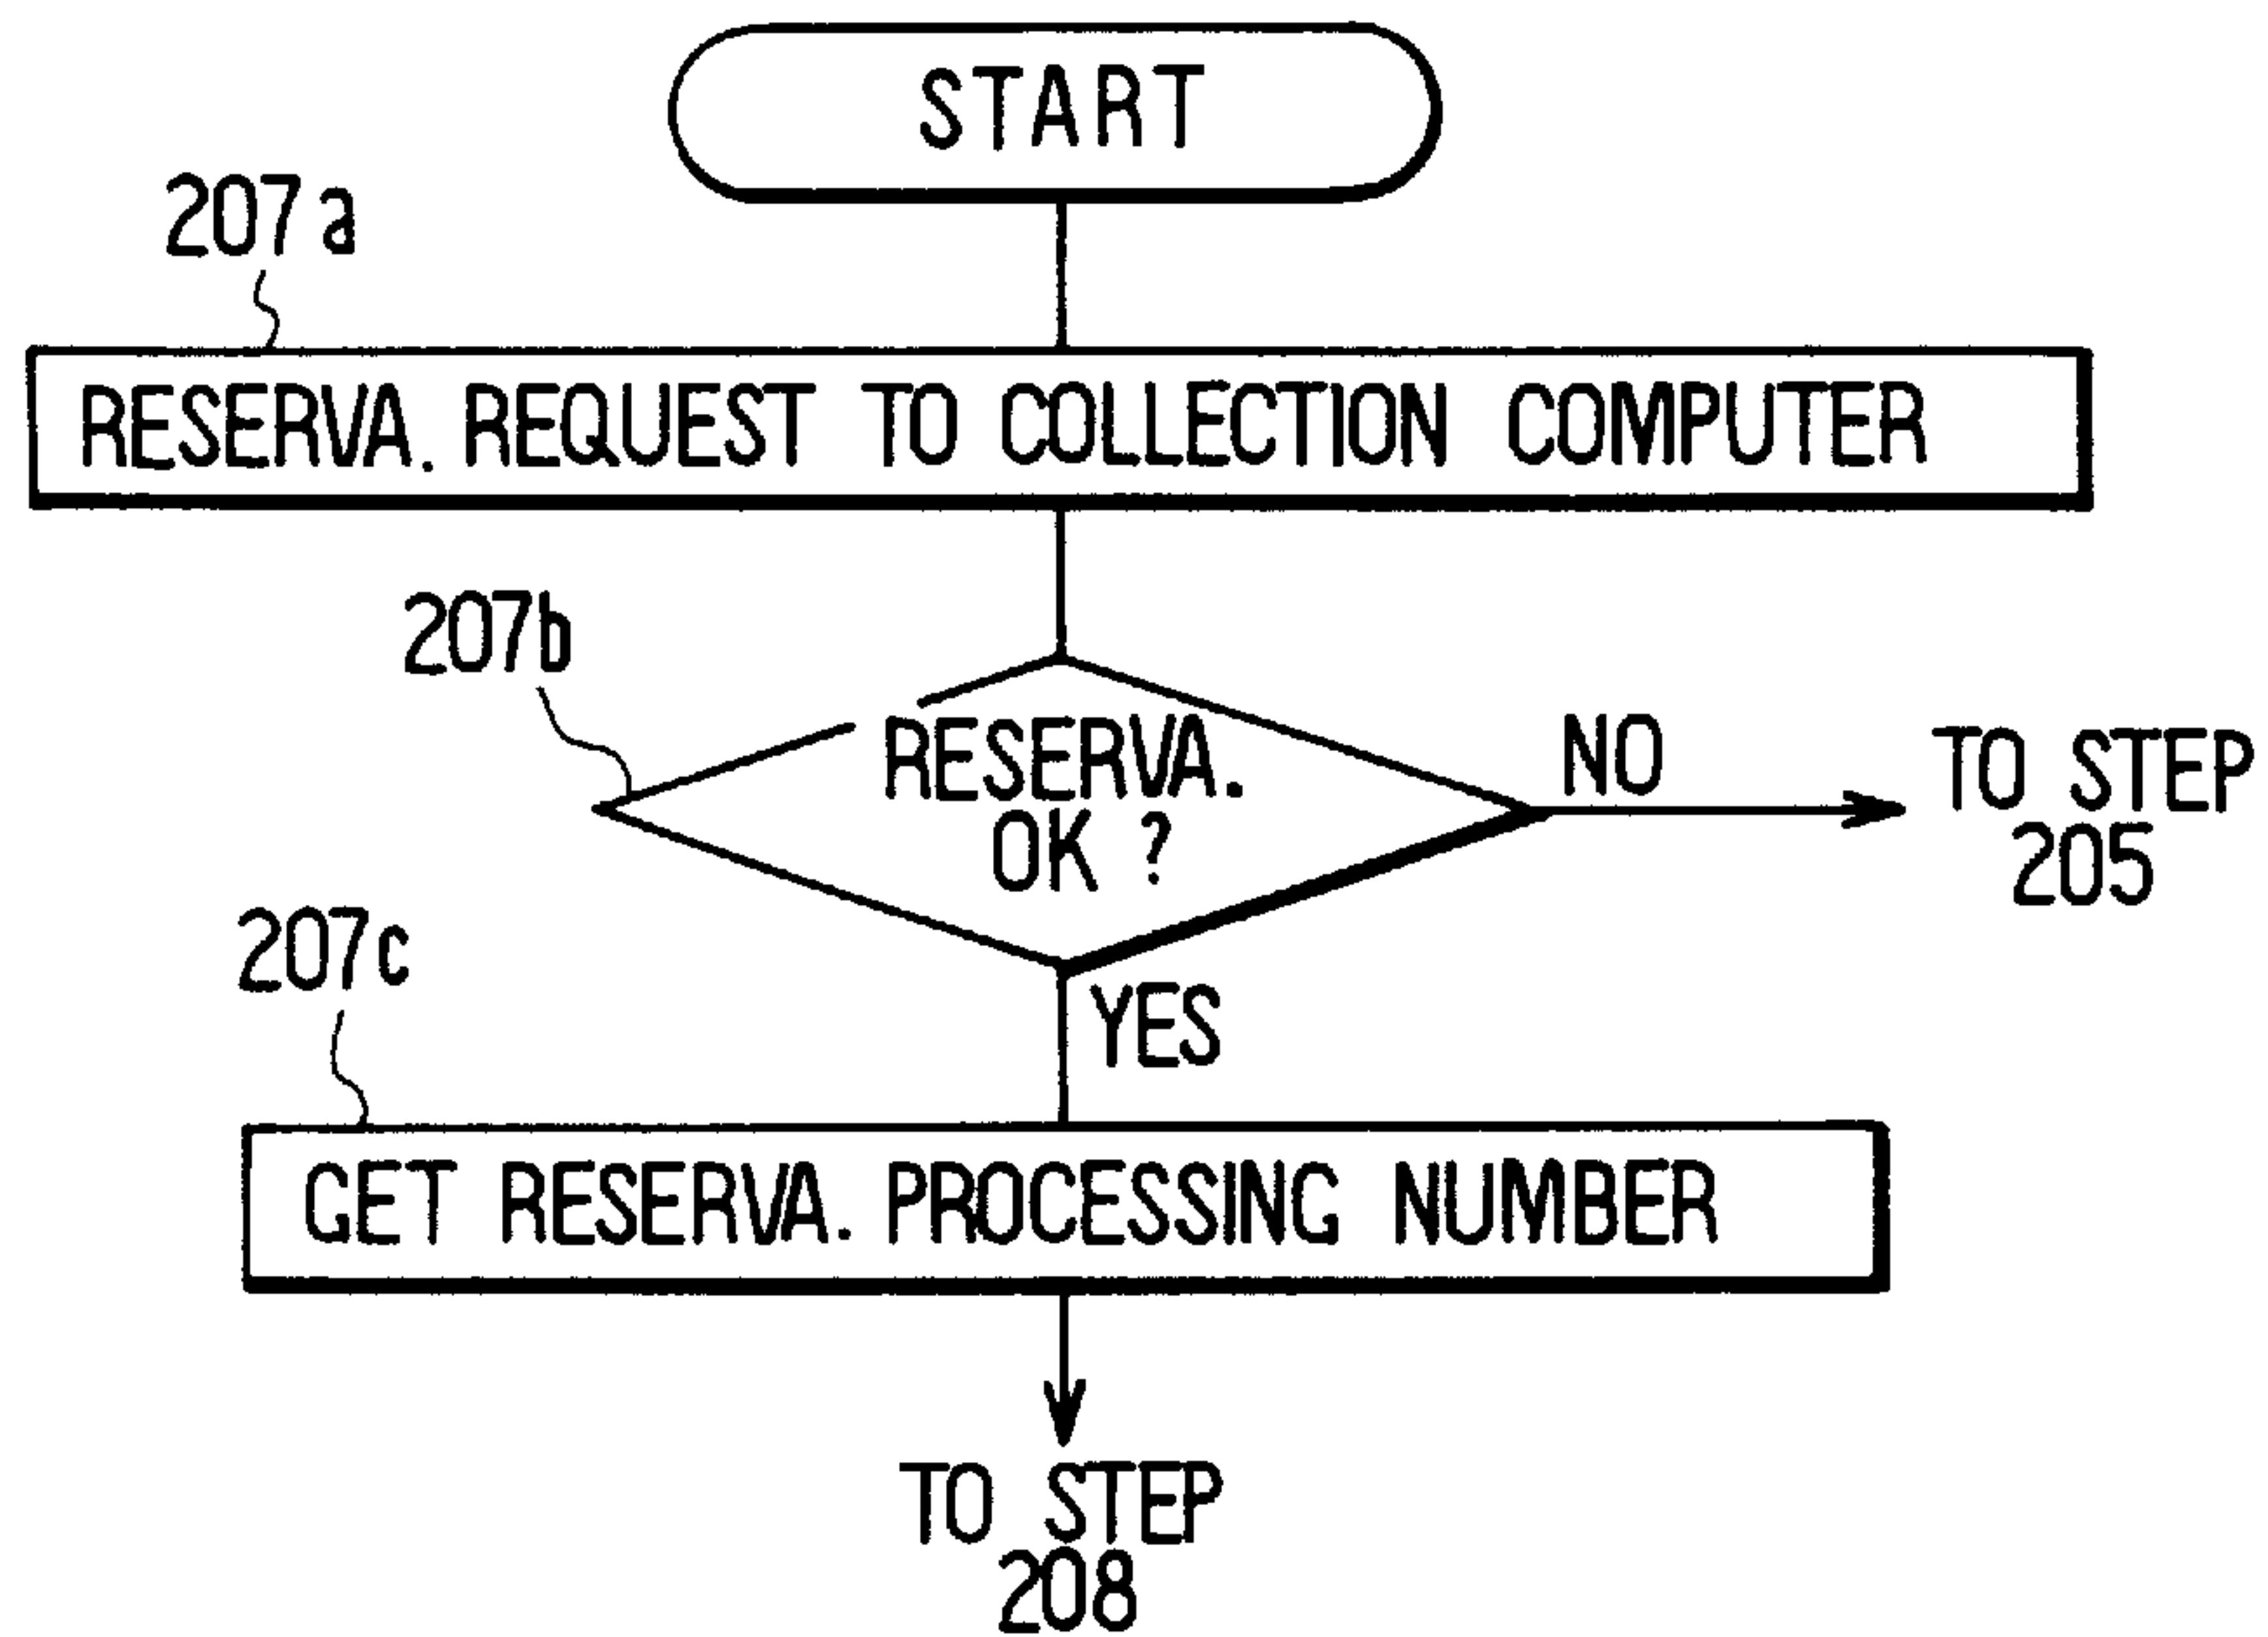 START
207a
RESERVA. REQUEST TO COLLECTION COMPUTER
207b
RESERVA.
OK ?
NO
TO STEP
205
207c
YES
GET RESERVA. PROCESSING NUMBER
TO STEP
208